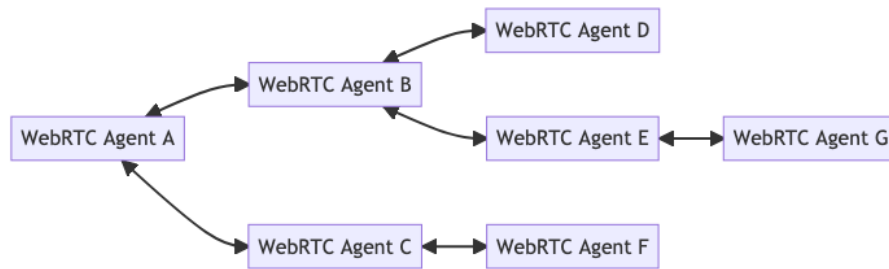 WebRTC Agent D
WebRTC Agent B
WebRTC Agent A
WebRTC Agent E
WebRTC Agent G
WebRTC Agent C
WebRTC Agent F